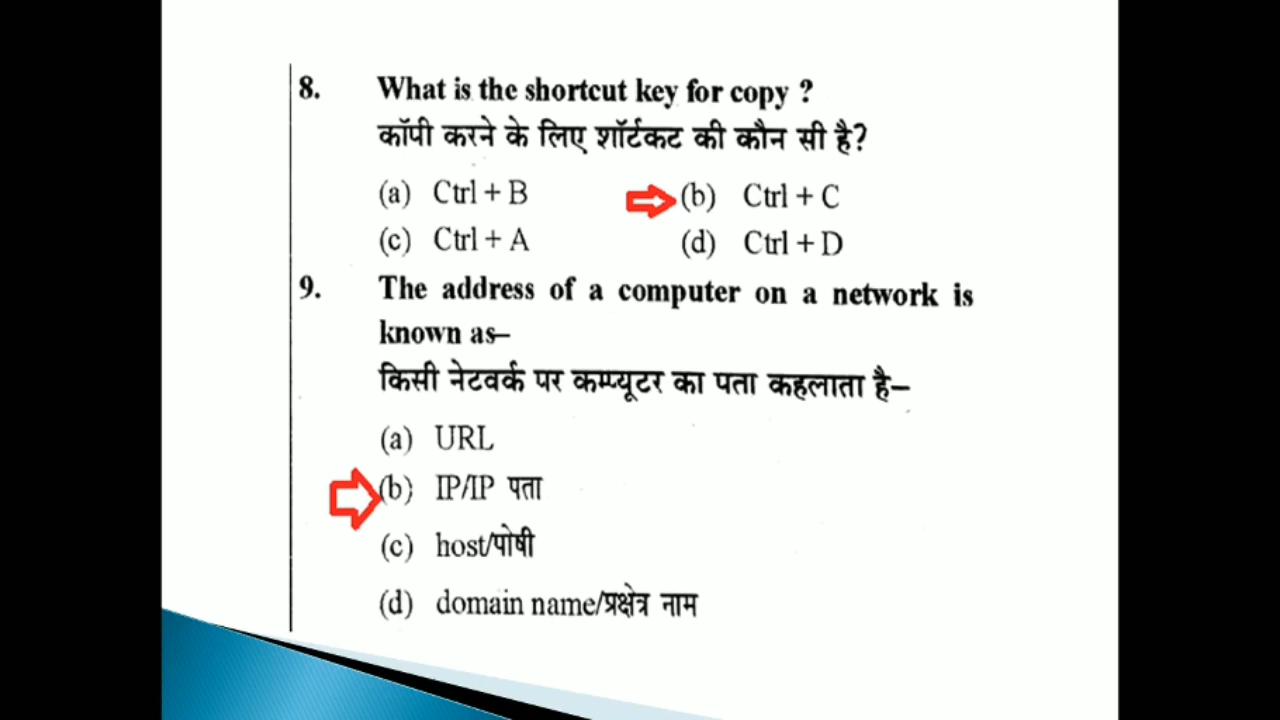 8. What is the shortcut key for copy ?
कॉपी करने के लिए शॉर्टकट की कौन सी है?
(a) Ctrl + B (b) Ctrl + C
(c) Ctrl + A (d) Ctrl + D
9. The address of a computer on a network is
known as–
किसी नेटवर्क पर कम्प्यूटर का पता कहलाता है–
(a) URL
(b) IP/IP पता
(c) host/पोषी
(d) domain name/प्रक्षेत्र नाम